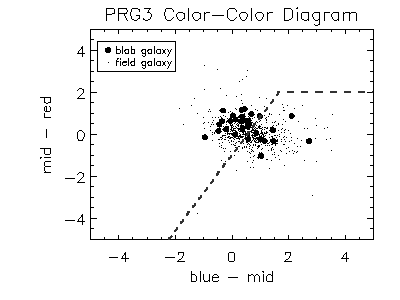 PRG3 Color-Color Diagram
blab galaxy
field galaxy
mid - red
4
2
0
-2
-4
-4 -2 0 2 4
blue - mid